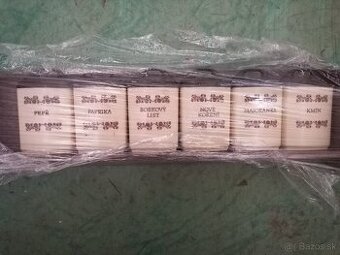 PEPŘ
PAPRIKA
BOBKOVÝ
LIST
NOVÉ
KOŘENÍ
MAJORÁNKA
KMÍN
Bazos.sk